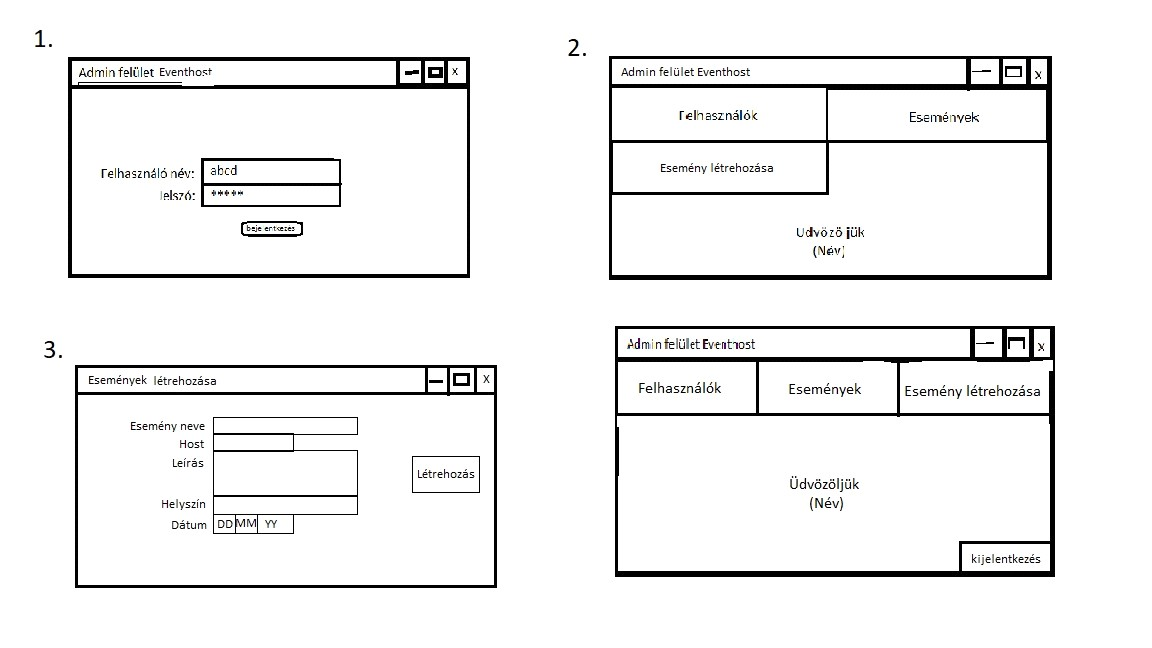 1.
Admin felület Eventhost
X
Felhasználó név: abcd
Jelszó: *****
bejelentkezés
2.
Admin felület Eventhost
X
Felhasználók
Események
Esemény létrehozása
Udvözö jük
(Név)
3.
Események létrehozása
X
Esemény neve
Host
Leírás
Létrehozás
Helyszín
Dátum DD MM YY
Admin felület Eventhost
X
Felhasználók
Események
Esemény létrehozása
Üdvözöljük
(Név)
kijelentkezés